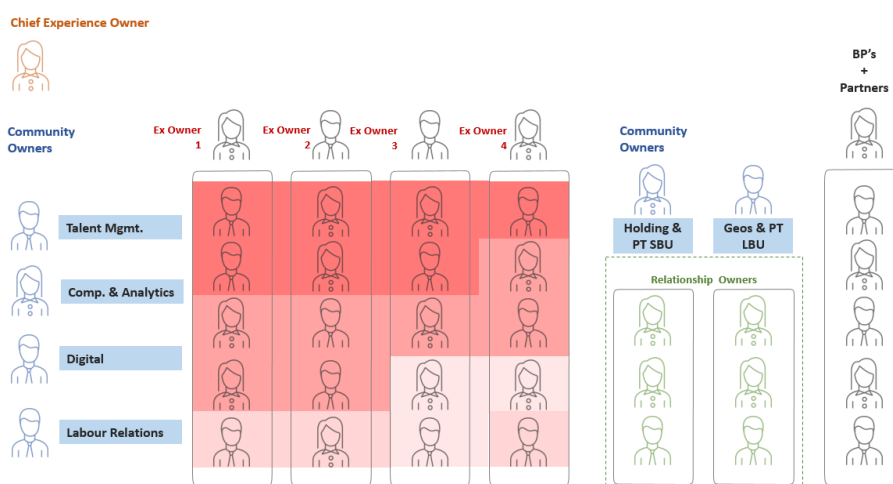 Chief Experience Owner
BP's
+
Partners
Community
Owners
Ex Owner
1
Ex Owner
2
Ex Owner
3
Ex Owner
4
Community
Owners
Talent Mgmt.
Comp. & Analytics
Digital
Labour Relations
Holding &
PT SBU
Geos & PT
LBU
Relationship Owners